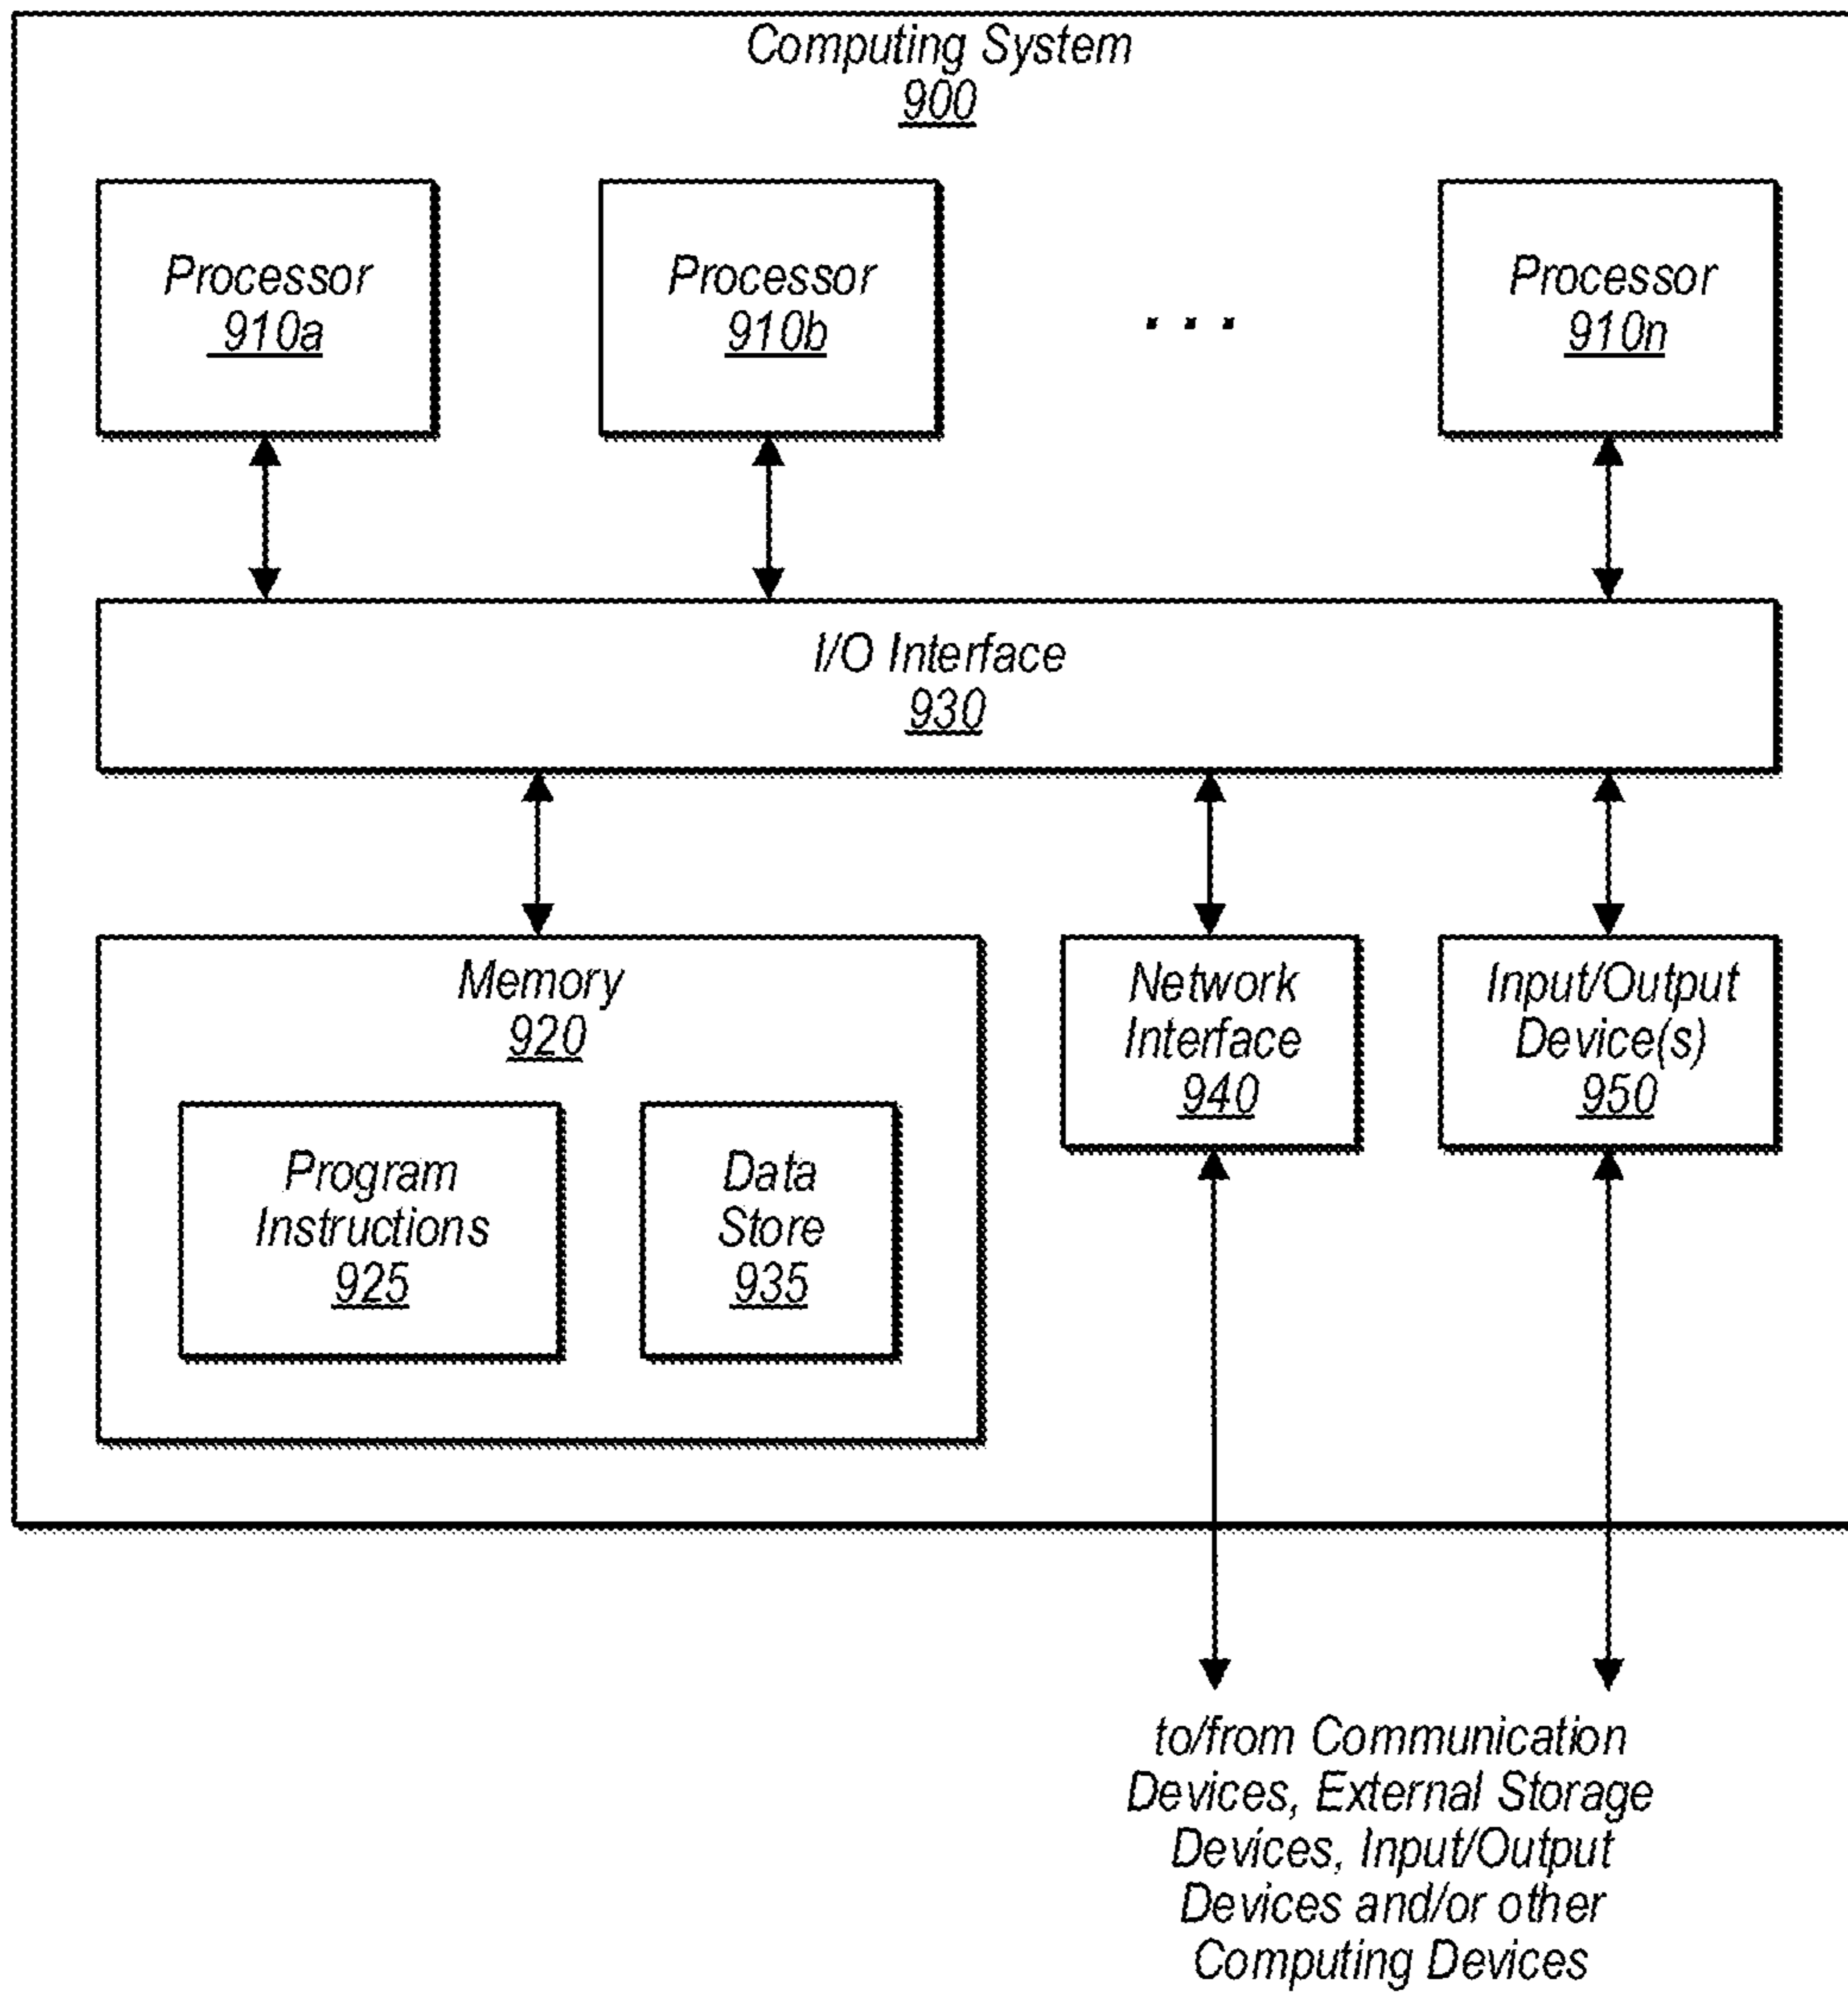 Computing System
900
Processor
910a
Processor
910b
. . .
Processor
910n
I/O Interface
930
Memory
920
Program
Instructions
925
Data
Store
935
Network
Interface
940
Input/Output
Device(s)
950
to/from Communication
Devices, External Storage
Devices, Input/Output
Devices and/or other
Computing Devices